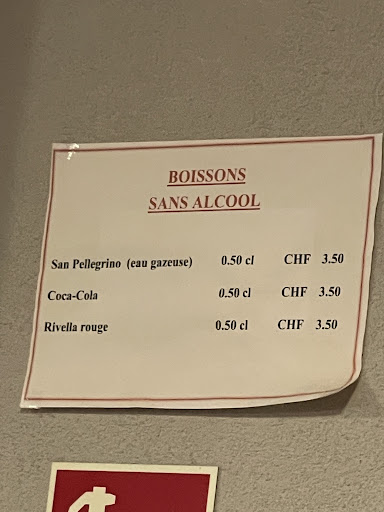 BOISSONS
SANS ALCOOL
San Pellegrino (eau gazeuse) 0.50 cl CHF 3.50
Coca-Cola 0.50 cl CHF 3.50
Rivella rouge 0.50 cl CHF 3.50